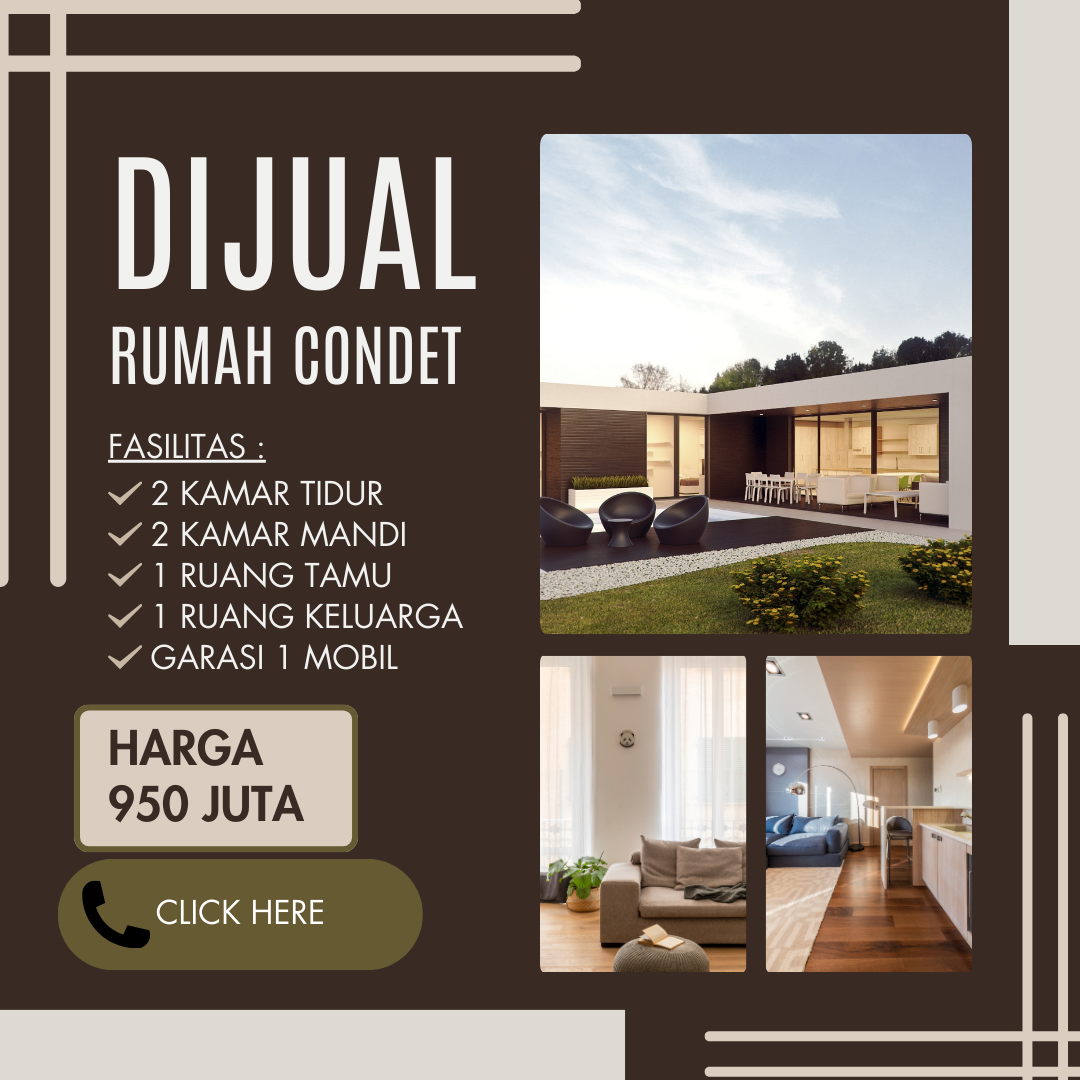 DIJUAL
RUMAH CONDET
FASILITAS :
2 KAMAR TIDUR
2 KAMAR MANDI
1 RUANG TAMU
1 RUANG KELUARGA
GARASI 1 MOBIL
HARGA
950 JUTA
CLICK HERE